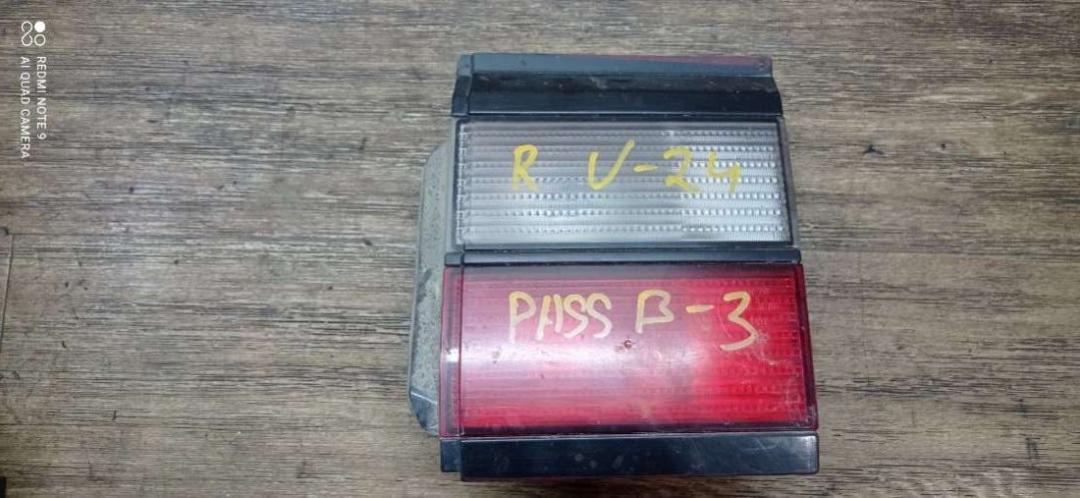 REDMI NOTE 9
AI QUAD CAMERA
R V-24
PASS B-3